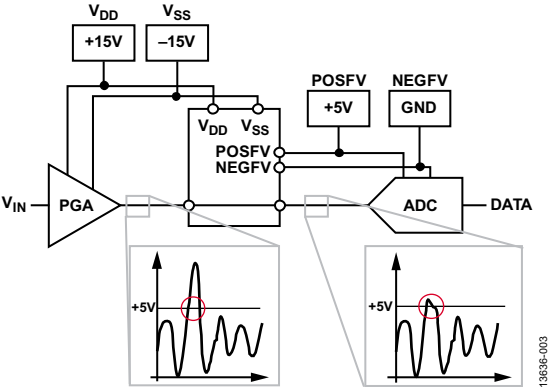 VDD VSS
+15V –15V
POSFV NEGFV
+5V GND
VDD VSS
POSFV
NEGFV
VIN PGA ADC DATA
+5V +5V
13636-003